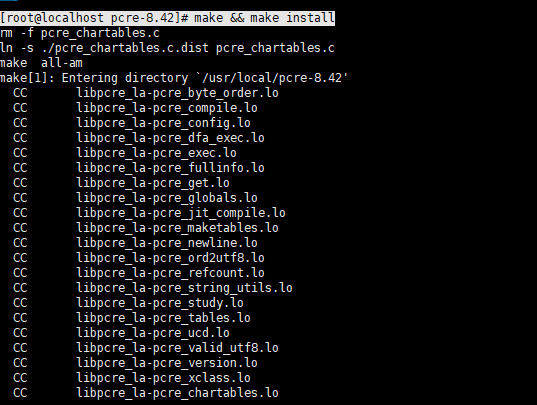 [root@localhost pcre-8.42]# make && make install
rm -f pcre_chartables.c
ln -s ./pcre_chartables.c.dist pcre_chartables.c
make  all-am
make[1]: Entering directory `/usr/local/pcre-8.42'
  CC       libpcre_la-pcre_byte_order.lo
  CC       libpcre_la-pcre_compile.lo
  CC       libpcre_la-pcre_config.lo
  CC       libpcre_la-pcre_dfa_exec.lo
  CC       libpcre_la-pcre_exec.lo
  CC       libpcre_la-pcre_fullinfo.lo
  CC       libpcre_la-pcre_get.lo
  CC       libpcre_la-pcre_globals.lo
  CC       libpcre_la-pcre_jit_compile.lo
  CC       libpcre_la-pcre_maketables.lo
  CC       libpcre_la-pcre_newline.lo
  CC       libpcre_la-pcre_ord2utf8.lo
  CC       libpcre_la-pcre_refcount.lo
  CC       libpcre_la-pcre_string_utils.lo
  CC       libpcre_la-pcre_study.lo
  CC       libpcre_la-pcre_tables.lo
  CC       libpcre_la-pcre_ucd.lo
  CC       libpcre_la-pcre_valid_utf8.lo
  CC       libpcre_la-pcre_version.lo
  CC       libpcre_la-pcre_xclass.lo
  CC       libpcre_la-pcre_chartables.lo